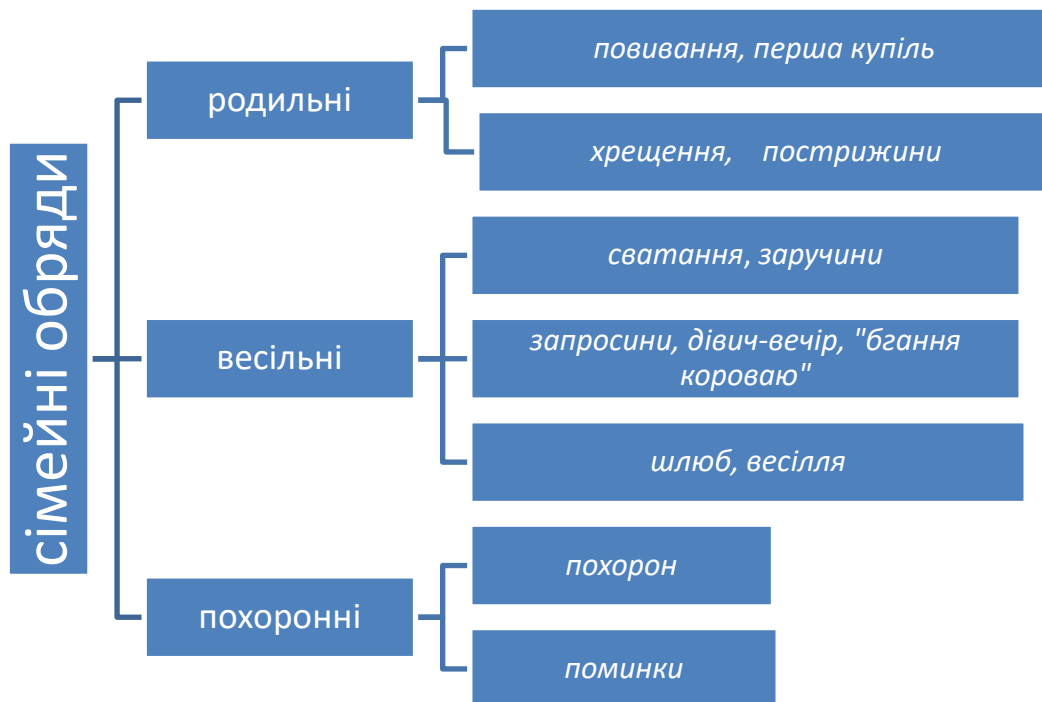 сімейні обряди
родильні
повивання, перша купіль
хрещення, пострижини
весільні
сватання, заручини
запросини, дівич-вечір, "бгання
короваю"
шлюб, весілля
похоронні
похорон
поминки